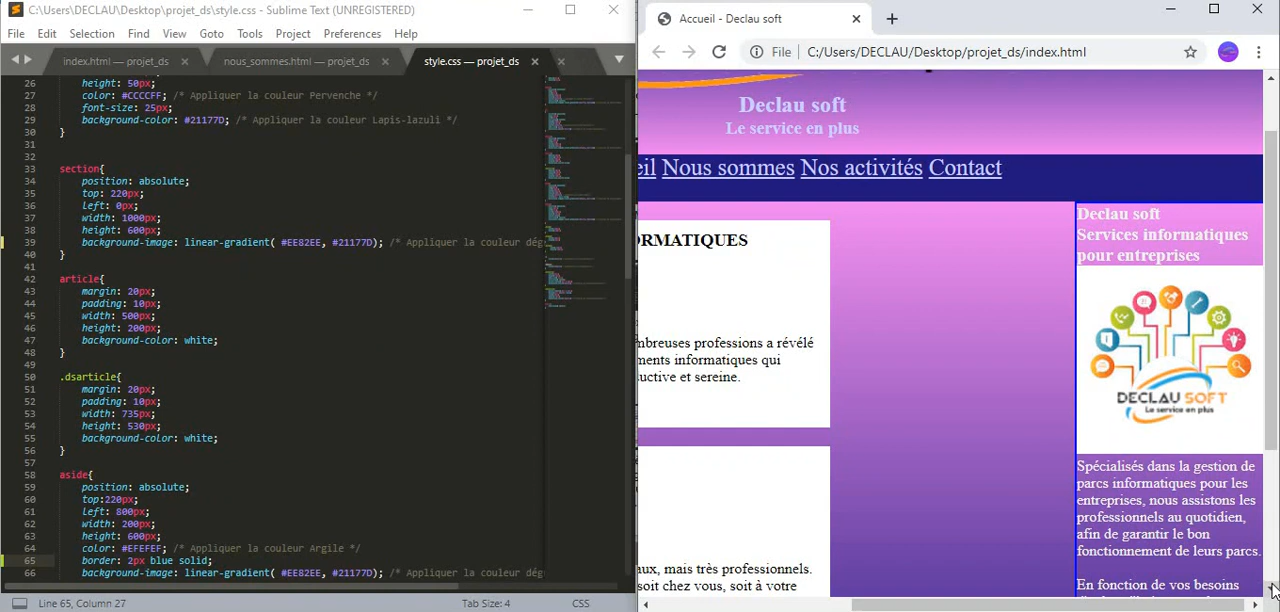 C:\Users\DECLAU\Desktop\projet_ds\style.css - Sublime Text (UNREGISTERED)
File Edit Selection Find View Goto Tools Project Preferences Help
index.html — projet_ds
nous_sommes.html — projet_ds
style.css — projet_ds
26 height: 50px;
27 color: #CCCCFF; /* Appliquer la couleur Pervenche */
28 font-size: 25px;
29 background-color: #21177D; /* Appliquer la couleur Lapis-lazuli */
30 }
31
32
33 section{
34 position: absolute;
35 top: 220px;
36 left: 0px;
37 width: 1000px;
38 height: 600px;
39 background-image: linear-gradient( #EE82EE, #21177D); /* Appliquer la couleur dég
40 }
41
42 article{
43 margin: 20px;
44 padding: 10px;
45 width: 500px;
46 height: 200px;
47 background-color: white;
48 }
49
50 .dsarticle{
51 margin: 20px;
52 padding: 10px;
53 width: 735px;
54 height: 530px;
55 background-color: white;
56 }
57
58 aside{
59 position: absolute;
60 top:220px;
61 left: 800px;
62 width: 200px;
63 height: 600px;
64 color: #EFEFEF; /* Appliquer la couleur Argile */
65 border: 2px blue solid;
66 background-image: linear-gradient( #EE82EE, #21177D); /* Appliquer la couleur dég
Line 65, Column 27
Tab Size: 4
CSS
Accueil - Declau soft
File C:/Users/DECLAU/Desktop/projet_ds/index.html
Declau soft
Le service en plus
eil Nous sommes Nos activités Contact
ORMATIQUES
mbreuses professions a révélé
ments informatiques qui
uctive et sereine.
aux, mais très professionnels.
soit chez vous, soit à votre
Declau soft
Services informatiques
pour entreprises
DECLAU SOFT
Le service en plus
Spécialisés dans la gestion de
parcs informatiques pour les
entreprises, nous assistons les
professionnels au quotidien,
afin de garantir le bon
fonctionnement de leurs parcs.
En fonction de vos besoins